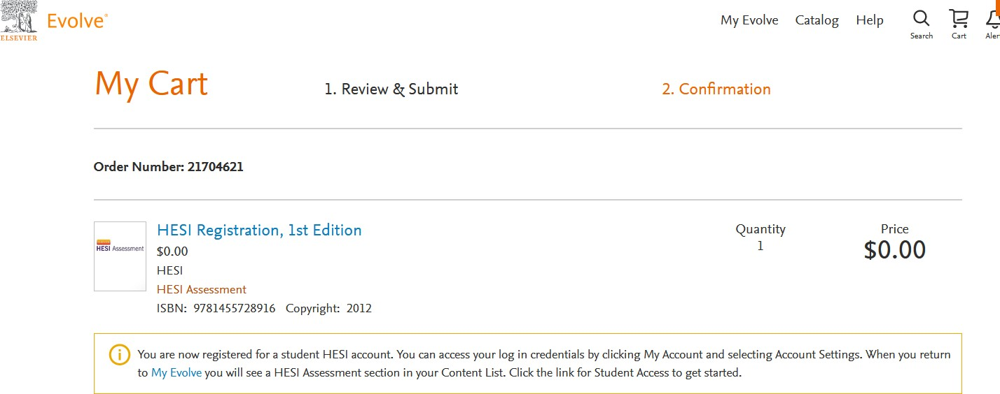 ELSEVIER
Evolve®
My Evolve Catalog Help
Search Cart Aler
My Cart
1. Review & Submit
2. Confirmation
Order Number: 21704621
HESI Registration, 1st Edition
Quantity
Price
$0.00
1
$0.00
HESI
HESI Assessment
HESI Assessment
ISBN: 9781455728916 Copyright: 2012
You are now registered for a student HESI account. You can access your log in credentials by clicking My Account and selecting Account Settings. When you return
to My Evolve you will see a HESI Assessment section in your Content List. Click the link for Student Access to get started.